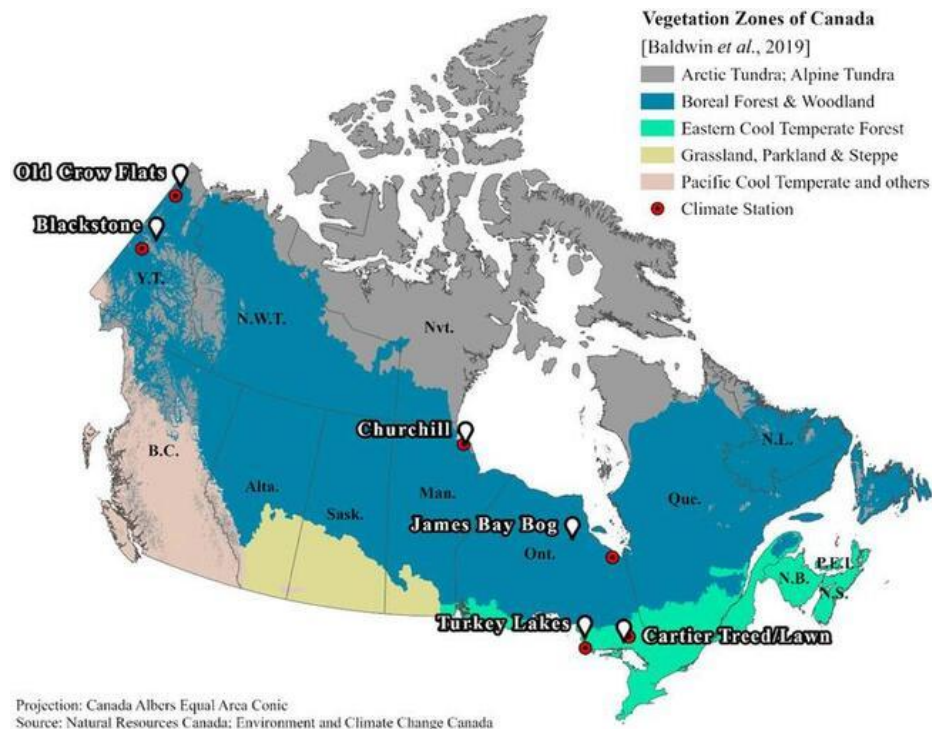 Vegetation Zones of Canada
[Baldwin et al., 2019]
Arctic Tundra; Alpine Tundra
Boreal Forest & Woodland
Eastern Cool Temperate Forest
Grassland, Parkland & Steppe
Pacific Cool Temperate and others
Climate Station
Old Crow Flats
Blackstone
Y.T.
N.W.T.
Nvt.
Churchill
B.C.
Alta.
Sask.
Man.
James Bay Bog
Ont.
Que.
N.L.
P.E.I.
N.B.
N.S.
Turkey Lakes
Cartier Treed/Lawn
Projection: Canada Albers Equal Area Conic
Source: Natural Resources Canada; Environment and Climate Change Canada